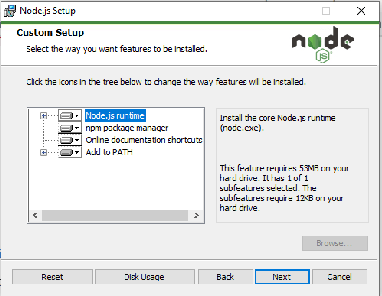 Node.js Setup
Custom Setup
Select the way you want features to be installed.
node
js
Click the icons in the tree below to change the way features will be installed.
Node.js runtime
npm package manager
Online documentation shortcuts
Add to PATH
Install the core Node.js runtime
(node.exe).
This feature requires 53MB on your
hard drive. It has 1 of 1
subfeatures selected. The
subfeatures require 12KB on your
hard drive.
Browse...
Reset
Disk Usage
Back
Next
Cancel